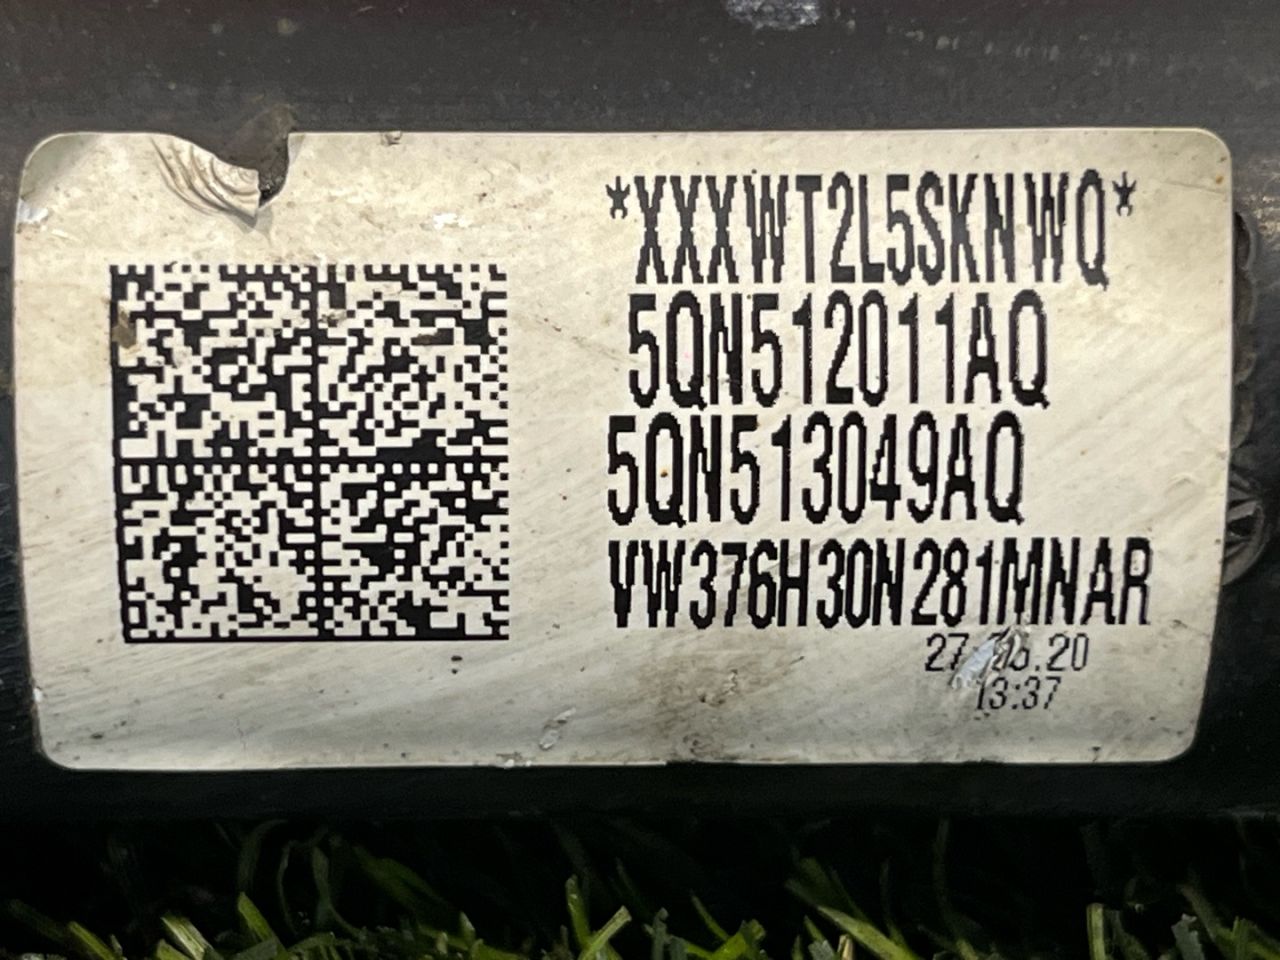 *XXXWT2L5SKNWQ*
5QN512011AQ
5QN513049AQ
VW376H30N281MNAR
13:37